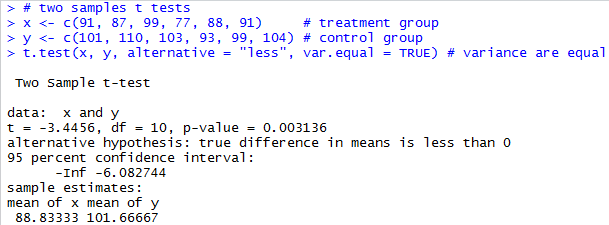 > # two samples t tests
> x <- c(91, 87, 99, 77, 88, 91)     # treatment group
> y <- c(101, 110, 103, 93, 99, 104) # control group
> t.test(x, y, alternative = "less", var.equal = TRUE) # variance are equal
 Two Sample t-test
data:  x and y
t = -3.4456, df = 10, p-value = 0.003136
alternative hypothesis: true difference in means is less than 0
95 percent confidence interval:
      -Inf -6.082744
sample estimates:
mean of x mean of y
 88.83333 101.66667